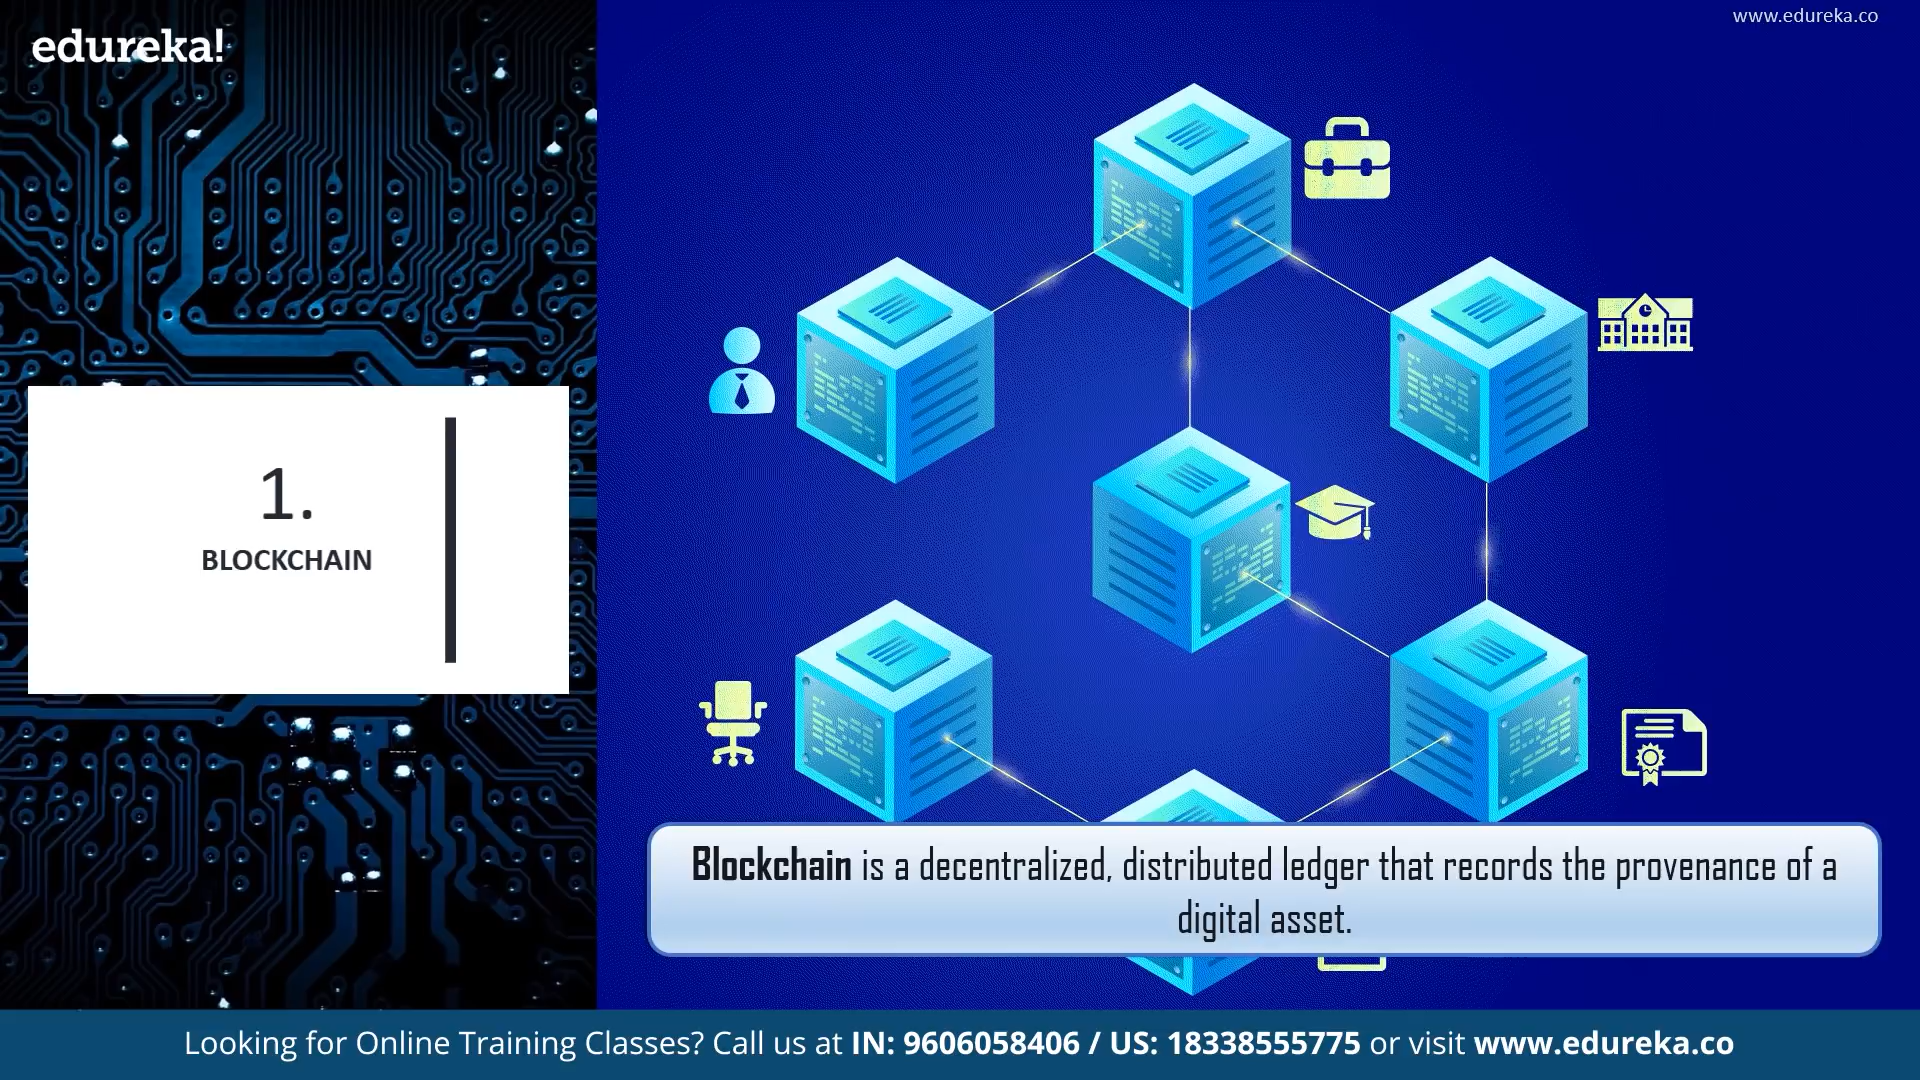 edureka!
www.edureka.co
1.
BLOCKCHAIN
Blockchain is a decentralized, distributed ledger that records the provenance of a
digital asset.
Looking for Online Training Classes? Call us at IN: 9606058406 / US: 18338555775 or visit www.edureka.co